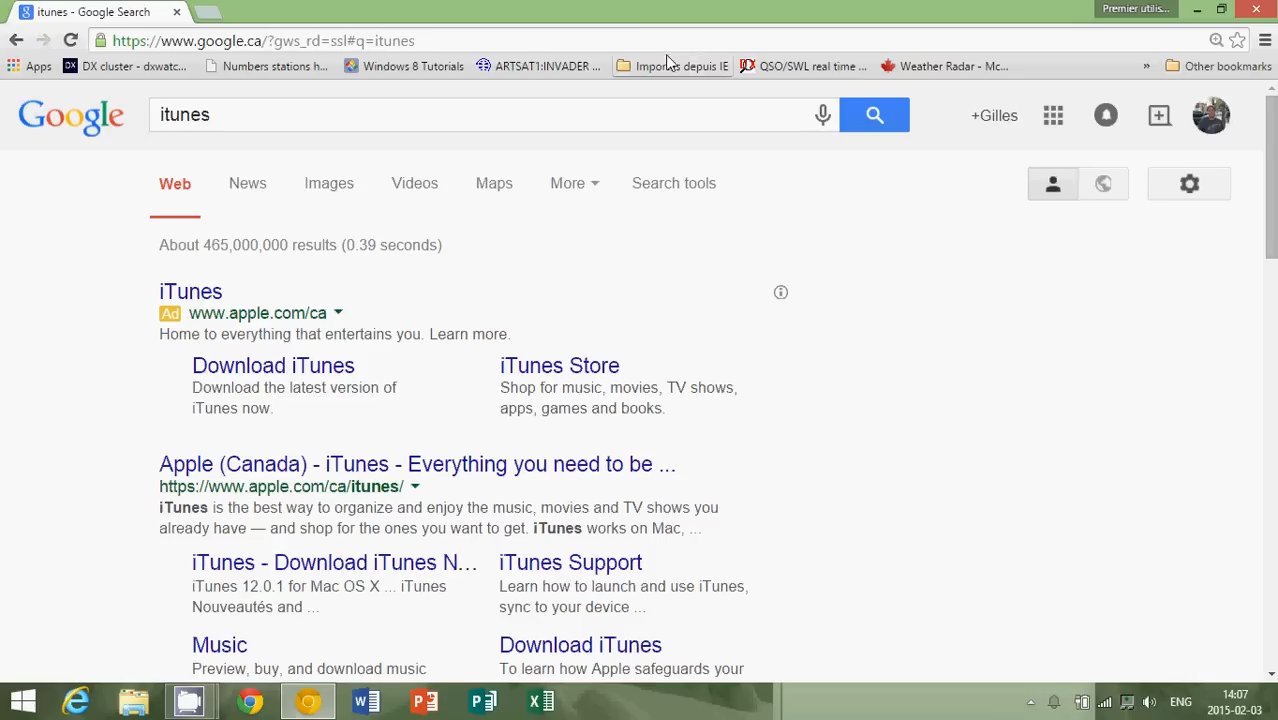 itunes - Google Search
Premier utilis...
https://www.google.ca/?gws_rd=ssl#q=itunes
Apps
DX cluster - dxwatc...
Numbers stations h...
Windows 8 Tutorials
ARTSAT1:INVADER ...
Impor s depuis IE
QSO/SWL real time ...
Weather Radar - Mc...
»
Other bookmarks
Google
itunes
+Gilles
Web
News
Images
Videos
Maps
More
Search tools
About 465,000,000 results (0.39 seconds)
iTunes
Ad www.apple.com/ca
Home to everything that entertains you. Learn more.
Download iTunes
Download the latest version of
iTunes now.
iTunes Store
Shop for music, movies, TV shows,
apps, games and books.
Apple (Canada) - iTunes - Everything you need to be ...
https://www.apple.com/ca/itunes/
iTunes is the best way to organize and enjoy the music, movies and TV shows you
already have — and shop for the ones you want to get. iTunes works on Mac, ...
iTunes - Download iTunes N...
iTunes 12.0.1 for Mac OS X ... iTunes
Nouveautés and ...
iTunes Support
Learn how to launch and use iTunes,
sync to your device ...
Music
Preview, buy, and download music
Download iTunes
To learn how Apple safeguards your
ENG
14:07
2015-02-03